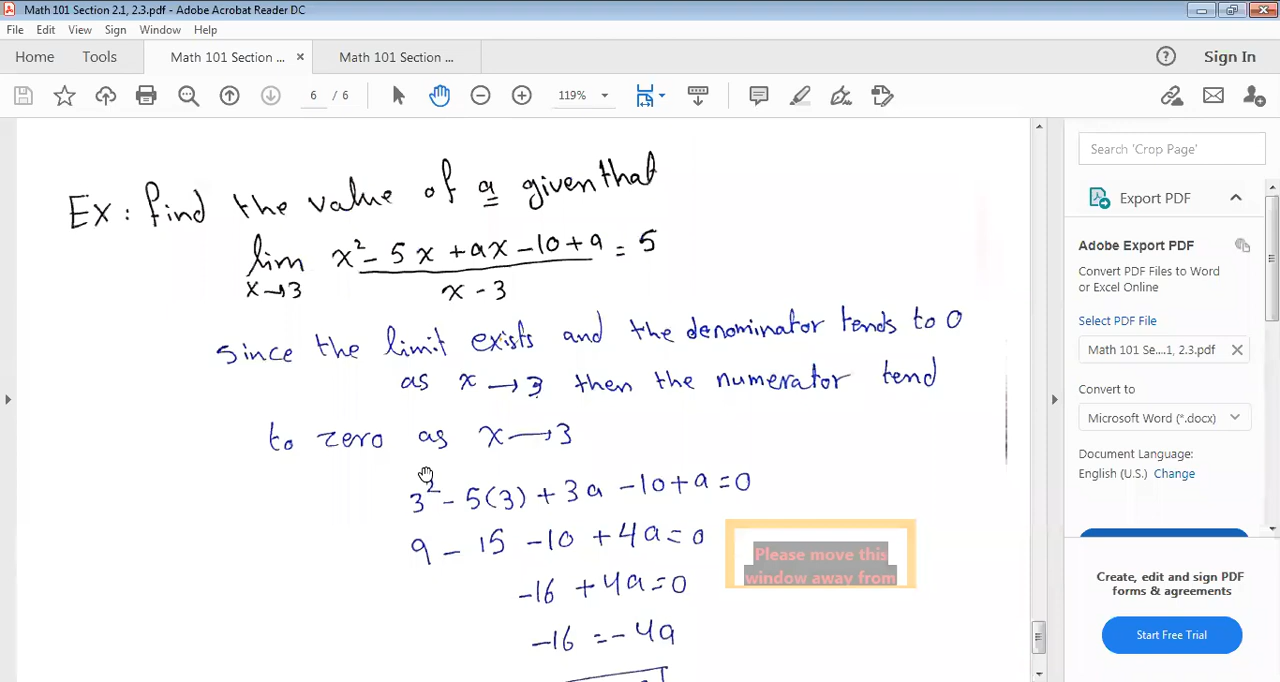 Math 101 Section 2.1, 2.3.pdf - Adobe Acrobat Reader DC
File Edit View Sign Window Help
Home Tools Math 101 Section ... × Math 101 Section ... Sign In
6 / 6 119%
Ex: find the value of a given that
lim x² - 5x + ax - 10 + a = 5
x→3 x - 3
since the limit exists and the denominator tends to 0
as x → 3 then the numerator tend
to zero as x → 3
3² - 5(3) + 3a - 10 + a = 0
9 - 15 - 10 + 4a = 0
-16 + 4a = 0
-16 = -4a
Please move this
window away from
Search 'Crop Page'
Export PDF
Adobe Export PDF
Convert PDF Files to Word
or Excel Online
Select PDF File
Math 101 Se....1, 2.3.pdf ×
Convert to
Microsoft Word (*.docx)
Document Language:
English (U.S.) Change
Create, edit and sign PDF
forms & agreements
Start Free Trial